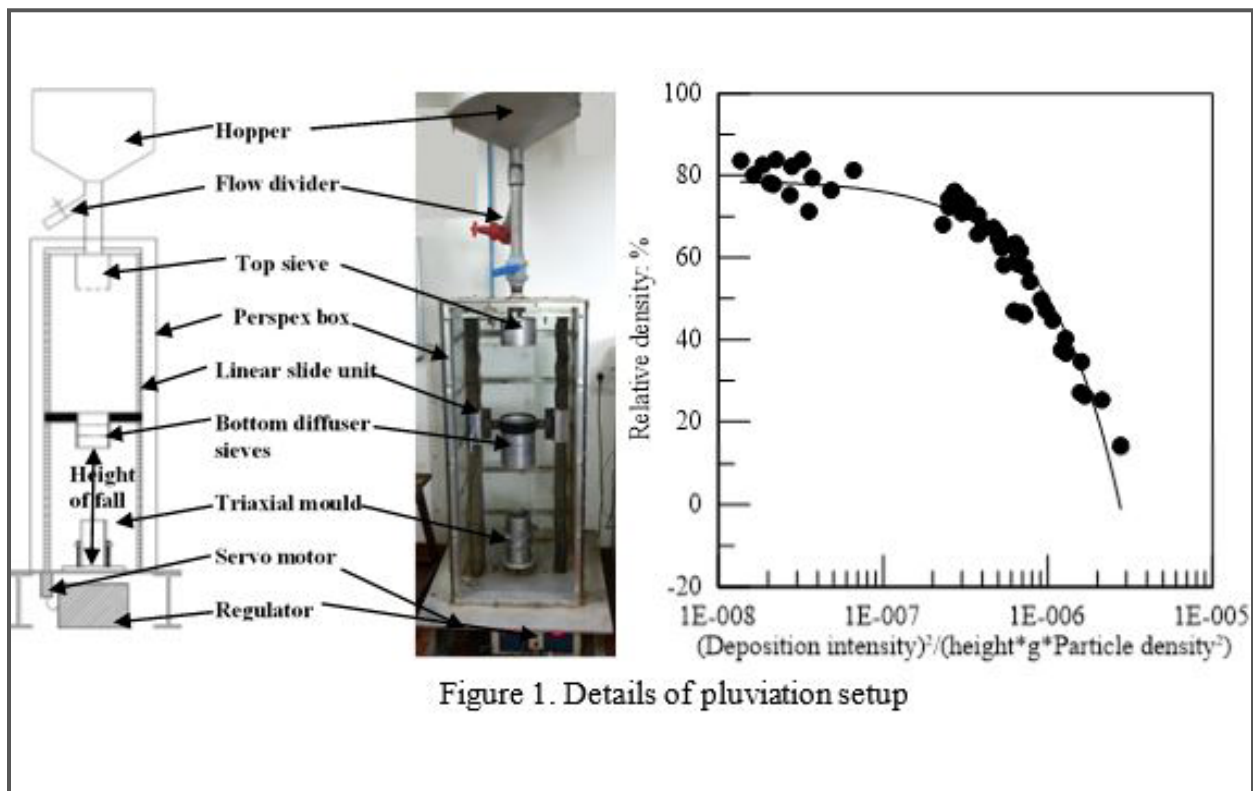 Hopper
Flow divider
Top sieve
Perspex box
Linear slide unit
Bottom diffuser
sieves
Height
of fall
Triaxial mould
Servo motor
Regulator
Relative density: %
100
80
60
40
20
0
-20
1E-008
1E-007
1E-006
1E-005
(Deposition intensity)²/(height*g*Particle density²)
Figure 1. Details of pluviation setup